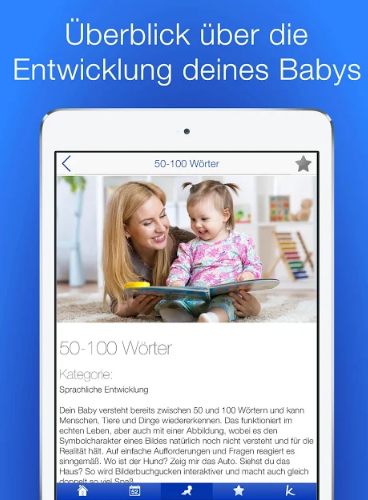 Überblick über die
Entwicklung deines Babys
50-100 Wörter
50-100 Wörter
Kategorie:
Sprachliche Entwicklung
Dein Baby versteht bereits zwischen 50 und 100 Wörtern und kann
Menschen, Tiere und Dinge wiedererkennen. Das funktioniert im
echten Leben, aber auch mit einer Abbildung, wobei es den
Symbolcharakter eines Bildes natürlich noch nicht versteht und für die
Realität hält. Auf einfache Aufforderungen und Fragen reagiert es
sinngemäß. Wo ist der Hund? Zeig mir das Auto. Siehst du das
Haus? So wird Bilderbuchgucken interaktiver und macht auch gleich
doppelt so viel Spaß